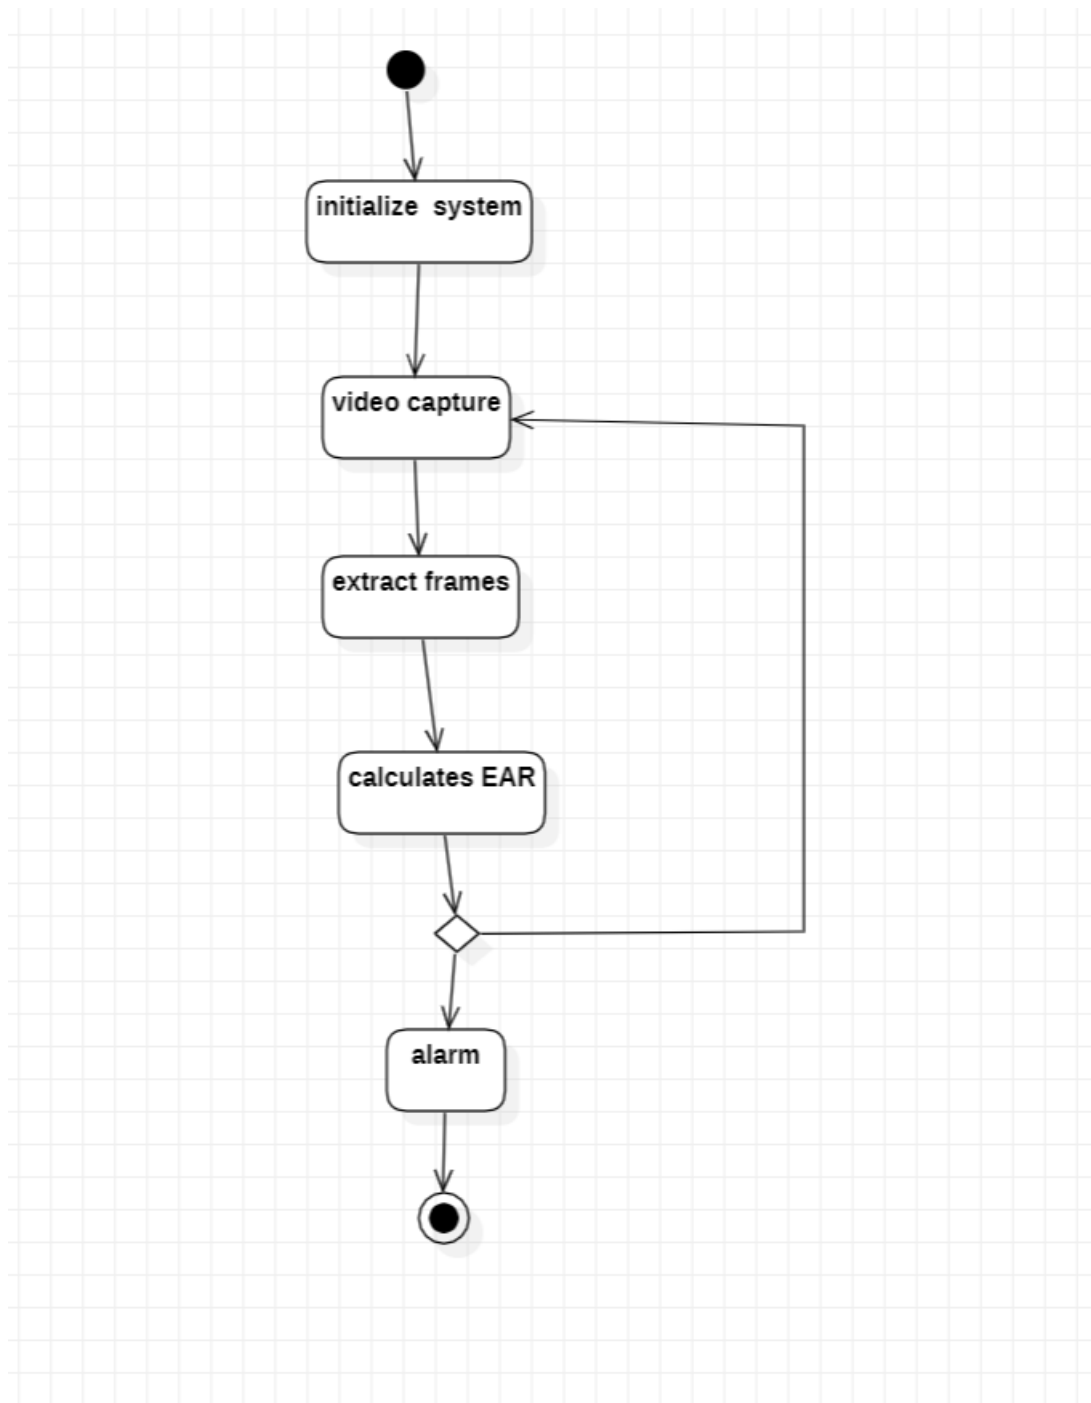 initialize  system
video capture
extract frames
calculates EAR
alarm